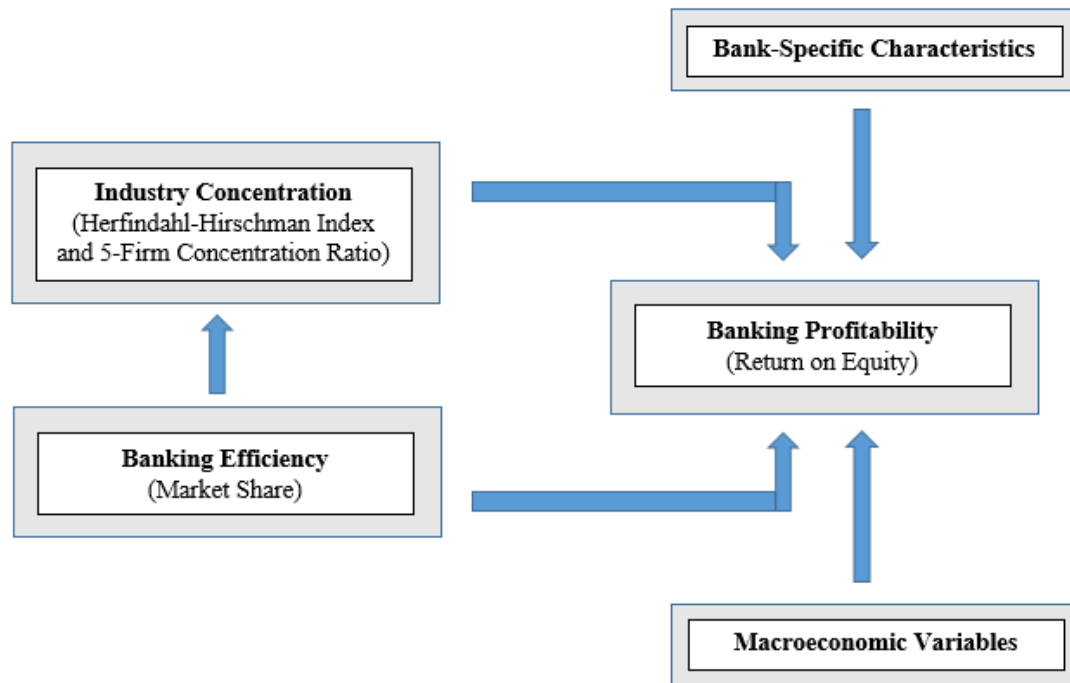 Bank-Specific Characteristics
Industry Concentration
(Herfindahl-Hirschman Index
and 5-Firm Concentration Ratio)
Banking Profitability
(Return on Equity)
Banking Efficiency
(Market Share)
Macroeconomic Variables